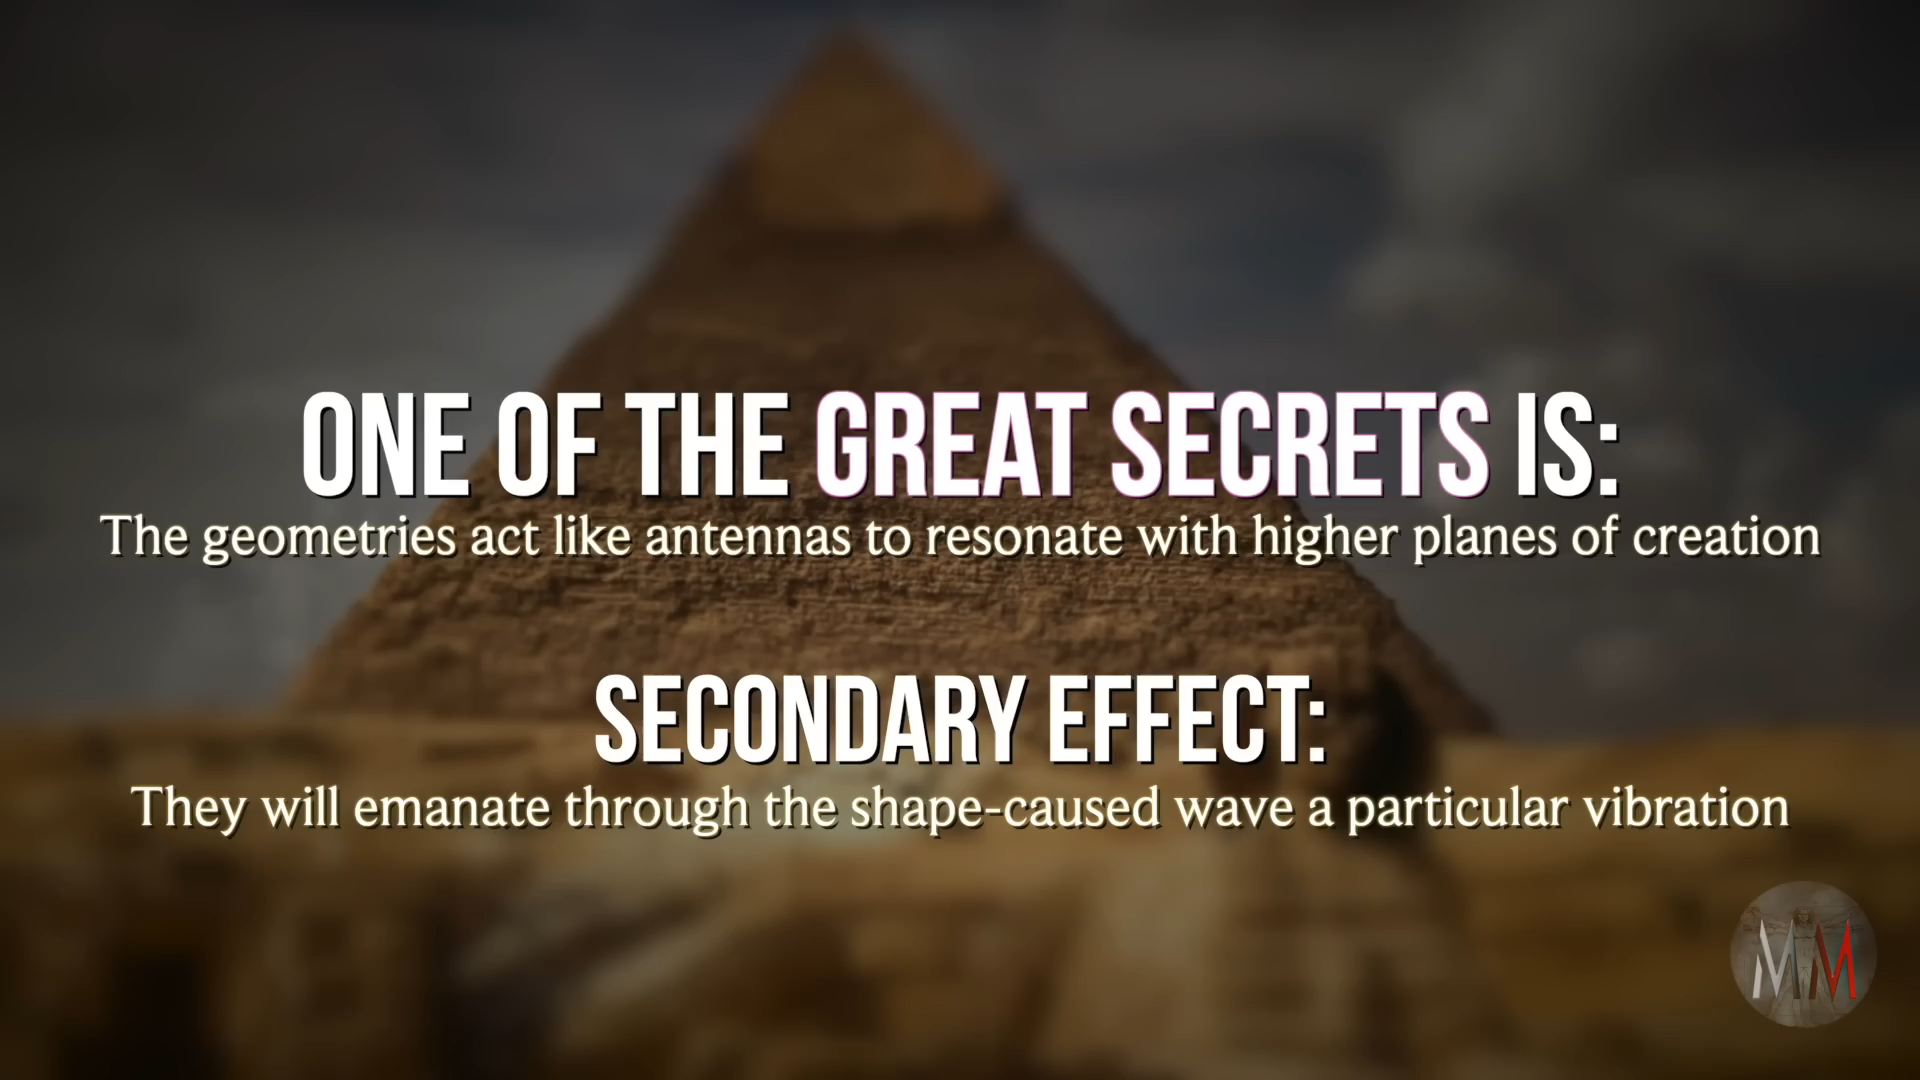 ONE OF THE GREAT SECRETS IS:
The geometries act like antennas to resonate with higher planes of creation
SECONDARY EFFECT:
They will emanate through the shape-caused wave a particular vibration
MM